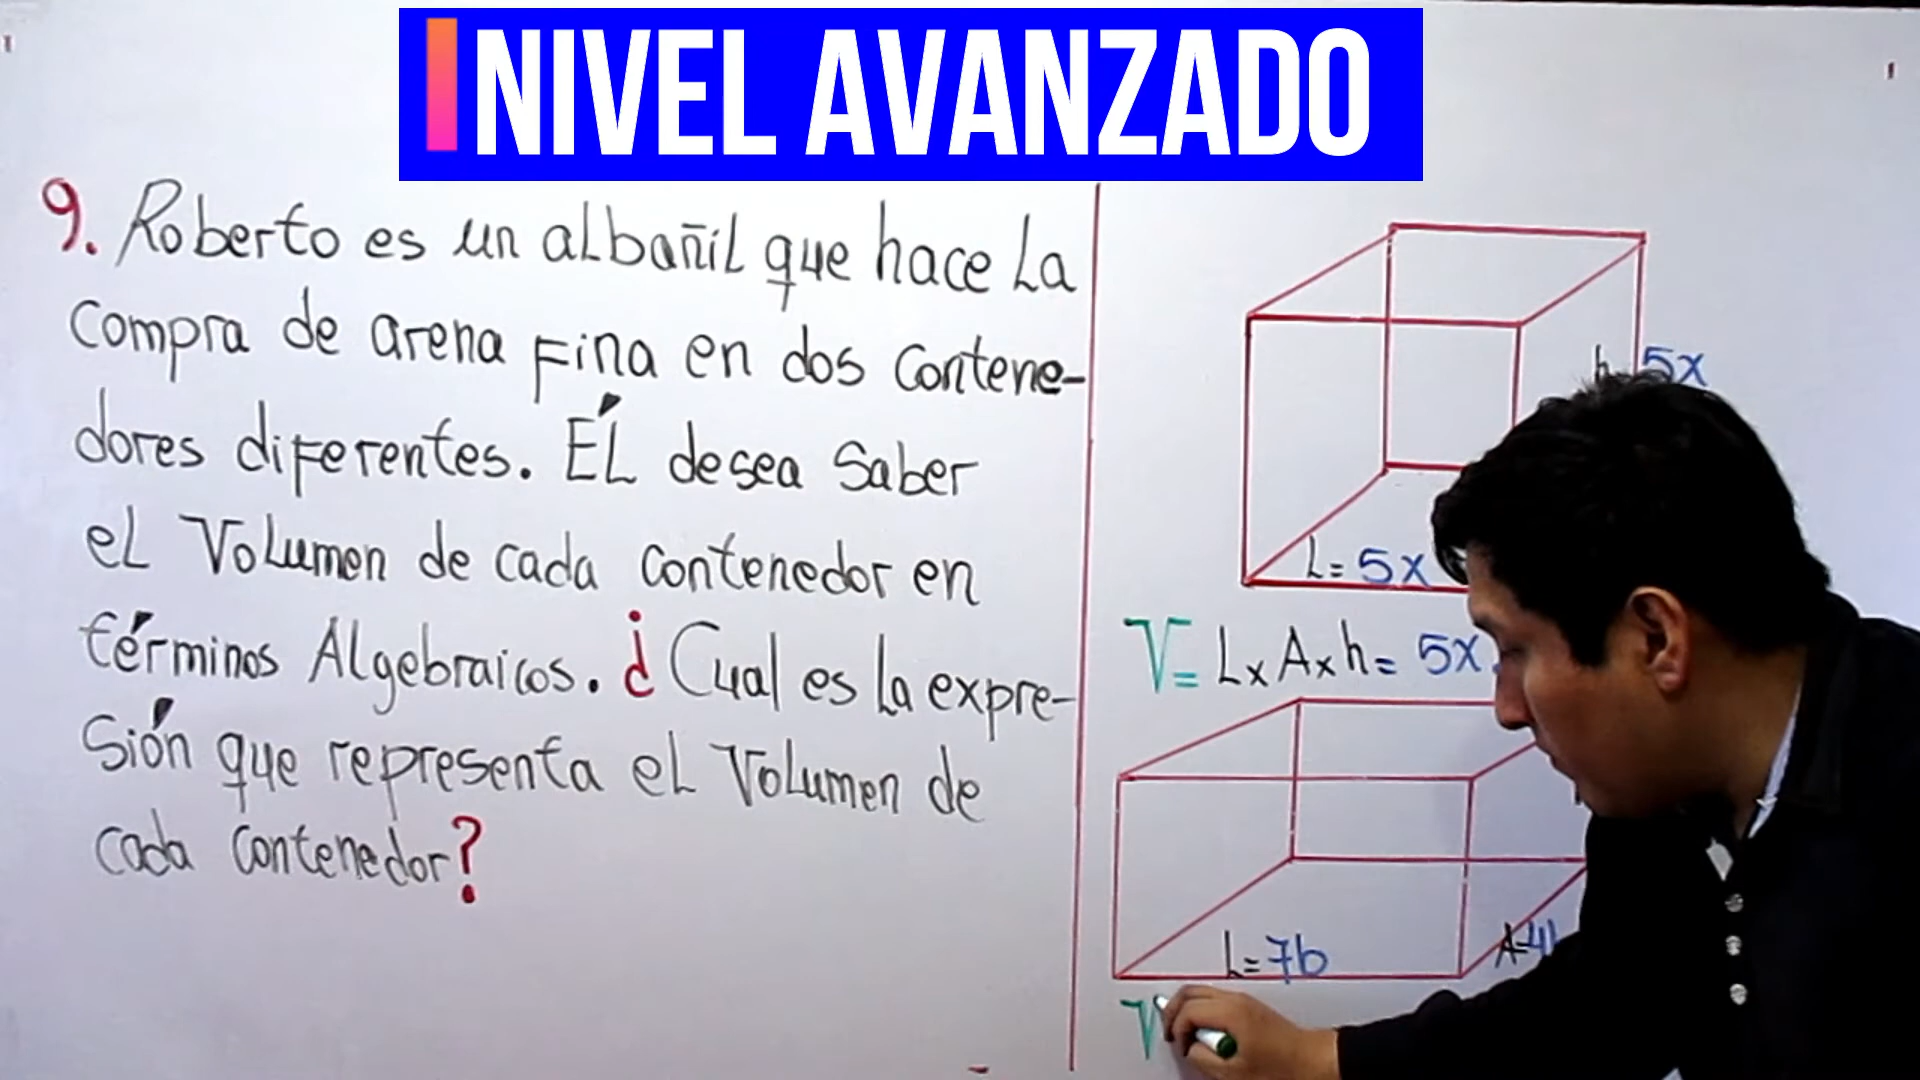 NIVEL AVANZADO
9. Roberto es un albañil que hace la
compra de arena fina en dos contene-
dores diferentes. Él desea saber
el volumen de cada contenedor en
términos Algebraicos. ¿Cual es la expre-
sión que representa el volumen de
cada contenedor?
h 5x
L= 5x
V= L x A x h = 5x
L= 7b
A=4
V